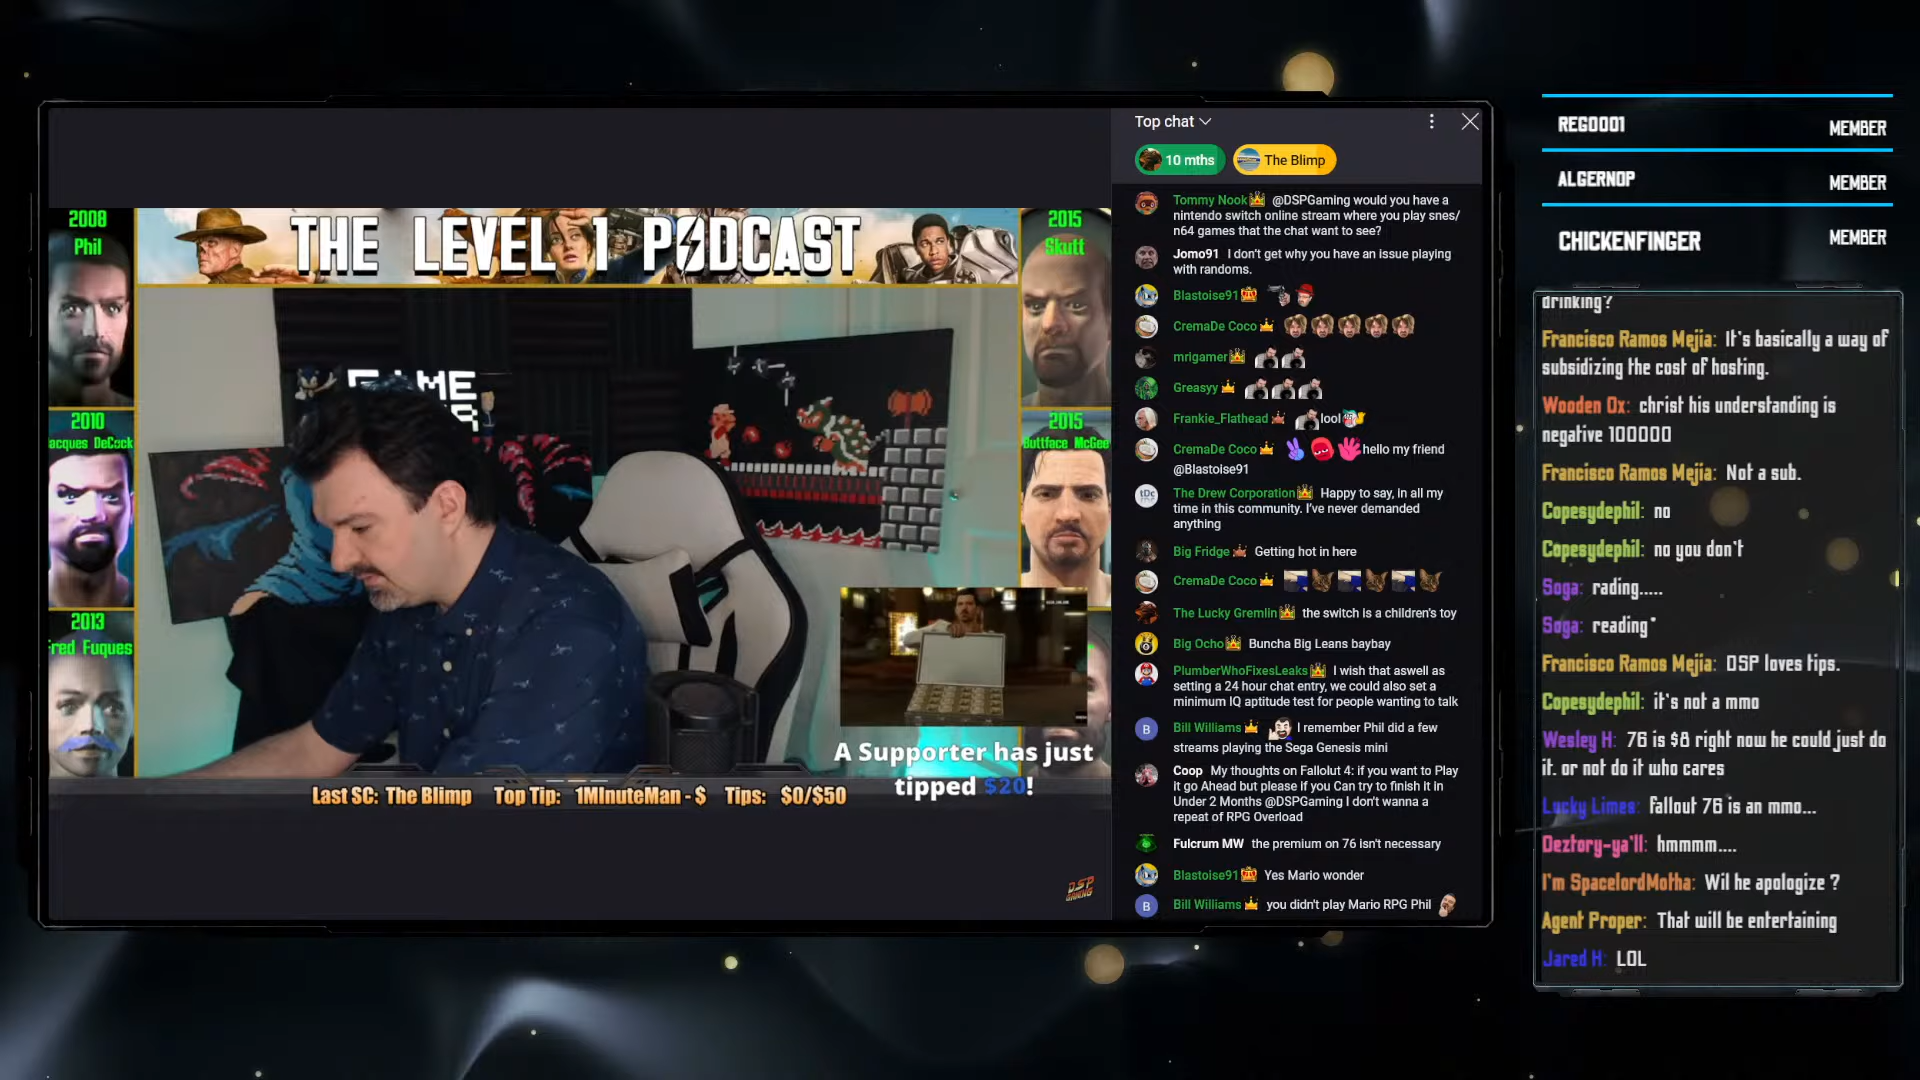 2008
Phil
THE LEVEL 1 PODCAST
2015
Skutt
2010
Jacques DeCock
2015
Buttface McGee
2013
Fred Fuques
A Supporter has just
tipped $20!
Last SC: The Blimp Top Tip: 1MInuteMan - $ Tips: $0/$50
DSP
GAMING
Top chat
10 mths
The Blimp
Tommy Nook @DSPGaming would you have a
nintendo switch online stream where you play snes/
n64 games that the chat want to see?
Jomo91 I don't get why you have an issue playing
with randoms.
Blastoise91
CremaDe Coco
mrlgamer
Greasyy
Frankie_Flathead lool
CremaDe Coco hello my friend
@Blastoise91
tDc
The Drew Corporation Happy to say, in all my
time in this community. I've never demanded
anything
Big Fridge Getting hot in here
CremaDe Coco
The Lucky Gremlin the switch is a children's toy
Big Ocho Buncha Big Leans baybay
PlumberWhoFixesLeaks I wish that aswell as
setting a 24 hour chat entry, we could also set a
minimum IQ aptitude test for people wanting to talk
B
Bill Williams I remember Phil did a few
streams playing the Sega Genesis mini
Coop My thoughts on Fallolut 4: if you want to Play
it go Ahead but please if you Can try to finish it in
Under 2 Months @DSPGaming I don't wanna a
repeat of RPG Overload
Fulcrum MW the premium on 76 isn't necessary
Blastoise91 Yes Mario wonder
B
Bill Williams you didn't play Mario RPG Phil
REG0001 MEMBER
ALGERNOP MEMBER
CHICKENFINGER MEMBER
drinking?
Francisco Ramos Mejia: It's basically a way of
subsidizing the cost of hosting.
Wooden Ox: christ his understanding is
negative 100000
Francisco Ramos Mejia: Not a sub.
Copesydephil: no
Copesydephil: no you don't
Soga: rading.....
Soga: reading*
Francisco Ramos Mejia: DSP loves tips.
Copesydephil: it's not a mmo
Wesley H: 76 is $8 right now he could just do
it. or not do it who cares
Lucky Limes: fallout 76 is an mmo...
Deztory-ya'll: hmmmm....
I'm SpacelordMotha: Wil he apologize ?
Agent Proper: That will be entertaining
Jared H: LOL